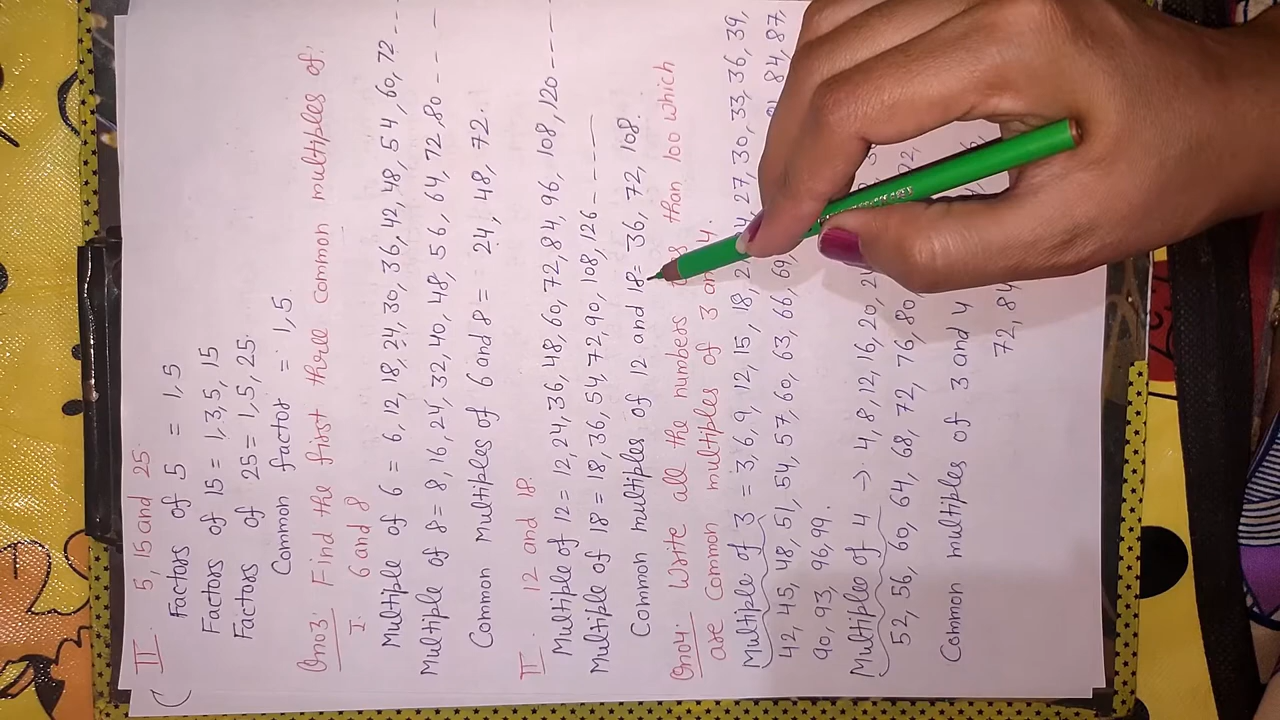 II. 5, 15 and 25
Factors of 5 = 1, 5
Factors of 15 = 1, 3, 5, 15
Factors of 25 = 1, 5, 25.
Common factor = 1, 5
Qno3: Find the first three common multiples of:
I. 6 and 8
Multiple of 6 = 6, 12, 18, 24, 30, 36, 42, 48, 54, 60, 72 ---
Multiple of 8 = 8, 16, 24, 32, 40, 48, 56, 64, 72, 80 - - -
Common multiples of 6 and 8 = 24, 48, 72.
II. 12 and 18.
Multiple of 12 = 12, 24, 36, 48, 60, 72, 84, 96, 108, 120 ----
Multiple of 18 = 18, 36, 54, 72, 90, 108, 126 - - - - -
Common multiples of 12 and 18 = 36, 72, 108.
Qno4: Write all the numbers than 100 which
are common multiples of 3 and 4.
Multiple of 3 = 3, 6, 9, 12, 15, 18, 27, 30, 33, 36, 39,
42, 45, 48, 51, 54, 57, 60, 63, 66, 69, 84, 87,
90, 93, 96, 99.
Multiples of 4 → 4, 8, 12, 16, 20,
52, 56, 60, 64, 68, 72, 76, 80,
Common multiples of 3 and 4
72, 84